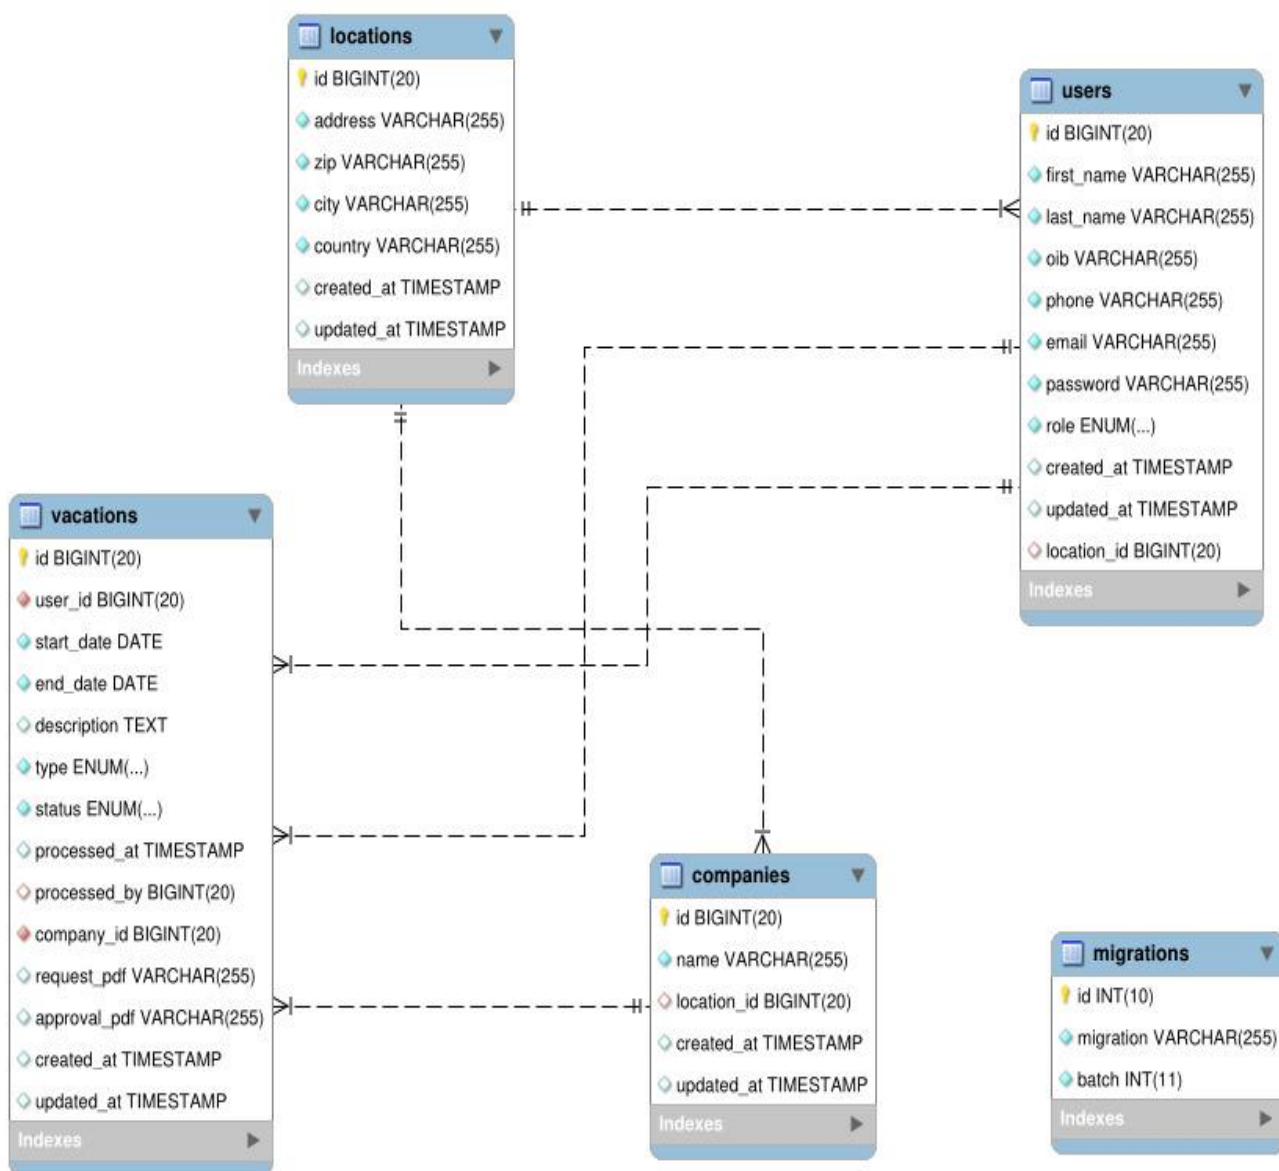 locations
id BIGINT(20)
address VARCHAR(255)
zip VARCHAR(255)
city VARCHAR(255)
country VARCHAR(255)
created_at TIMESTAMP
updated_at TIMESTAMP
Indexes
users
id BIGINT(20)
first_name VARCHAR(255)
last_name VARCHAR(255)
oib VARCHAR(255)
phone VARCHAR(255)
email VARCHAR(255)
password VARCHAR(255)
role ENUM(...)
created_at TIMESTAMP
updated_at TIMESTAMP
location_id BIGINT(20)
Indexes
vacations
id BIGINT(20)
user_id BIGINT(20)
start_date DATE
end_date DATE
description TEXT
type ENUM(...)
status ENUM(...)
processed_at TIMESTAMP
processed_by BIGINT(20)
company_id BIGINT(20)
request_pdf VARCHAR(255)
approval_pdf VARCHAR(255)
created_at TIMESTAMP
updated_at TIMESTAMP
Indexes
companies
id BIGINT(20)
name VARCHAR(255)
location_id BIGINT(20)
created_at TIMESTAMP
updated_at TIMESTAMP
Indexes
migrations
id INT(10)
migration VARCHAR(255)
batch INT(11)
Indexes